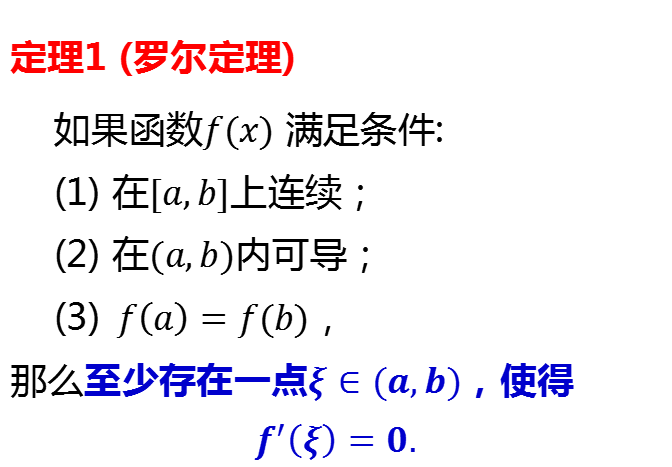 定理1 (罗尔定理)
如果函数f(x) 满足条件:
(1) 在[a, b]上连续；
(2) 在(a, b)内可导；
(3) f(a) = f(b)，
那么至少存在一点ξ ∈ (a, b)，使得
f′(ξ) = 0.